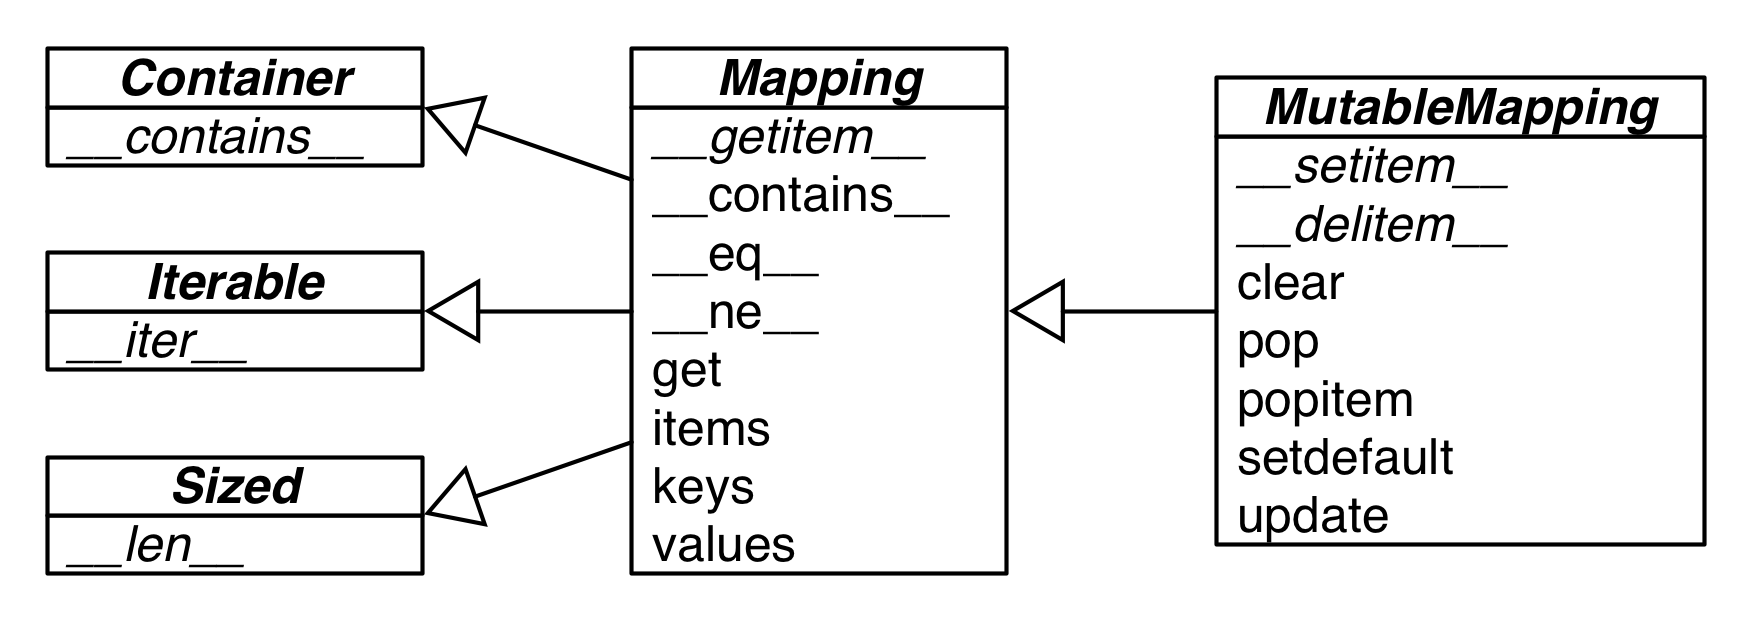 Container
__contains__
Iterable
__iter__
Sized
__len__
Mapping
__getitem__
__contains__
__eq__
__ne__
get
items
keys
values
MutableMapping
__setitem__
__delitem__
clear
pop
popitem
setdefault
update